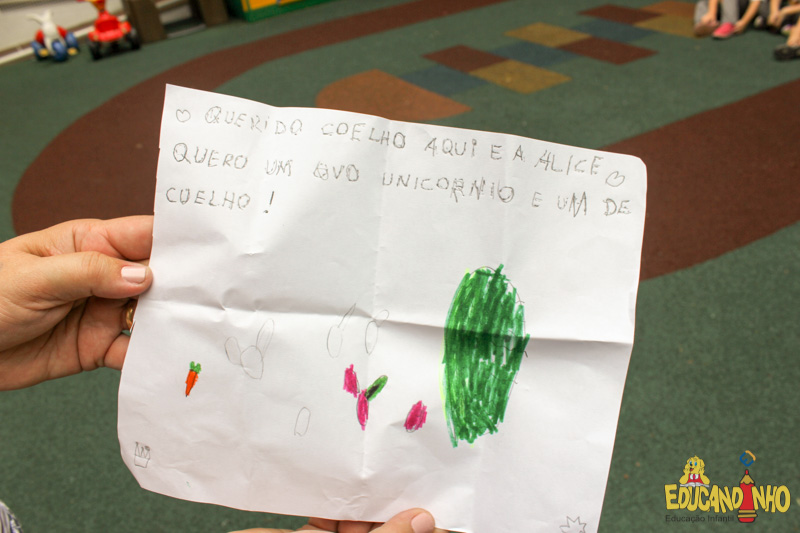 QUERIDO COELHO AQUI E A ALICE
QUERO UM OVO UNICORNIO E UM DE
COELHO !
EDUCANDINHO
Educação Infantil